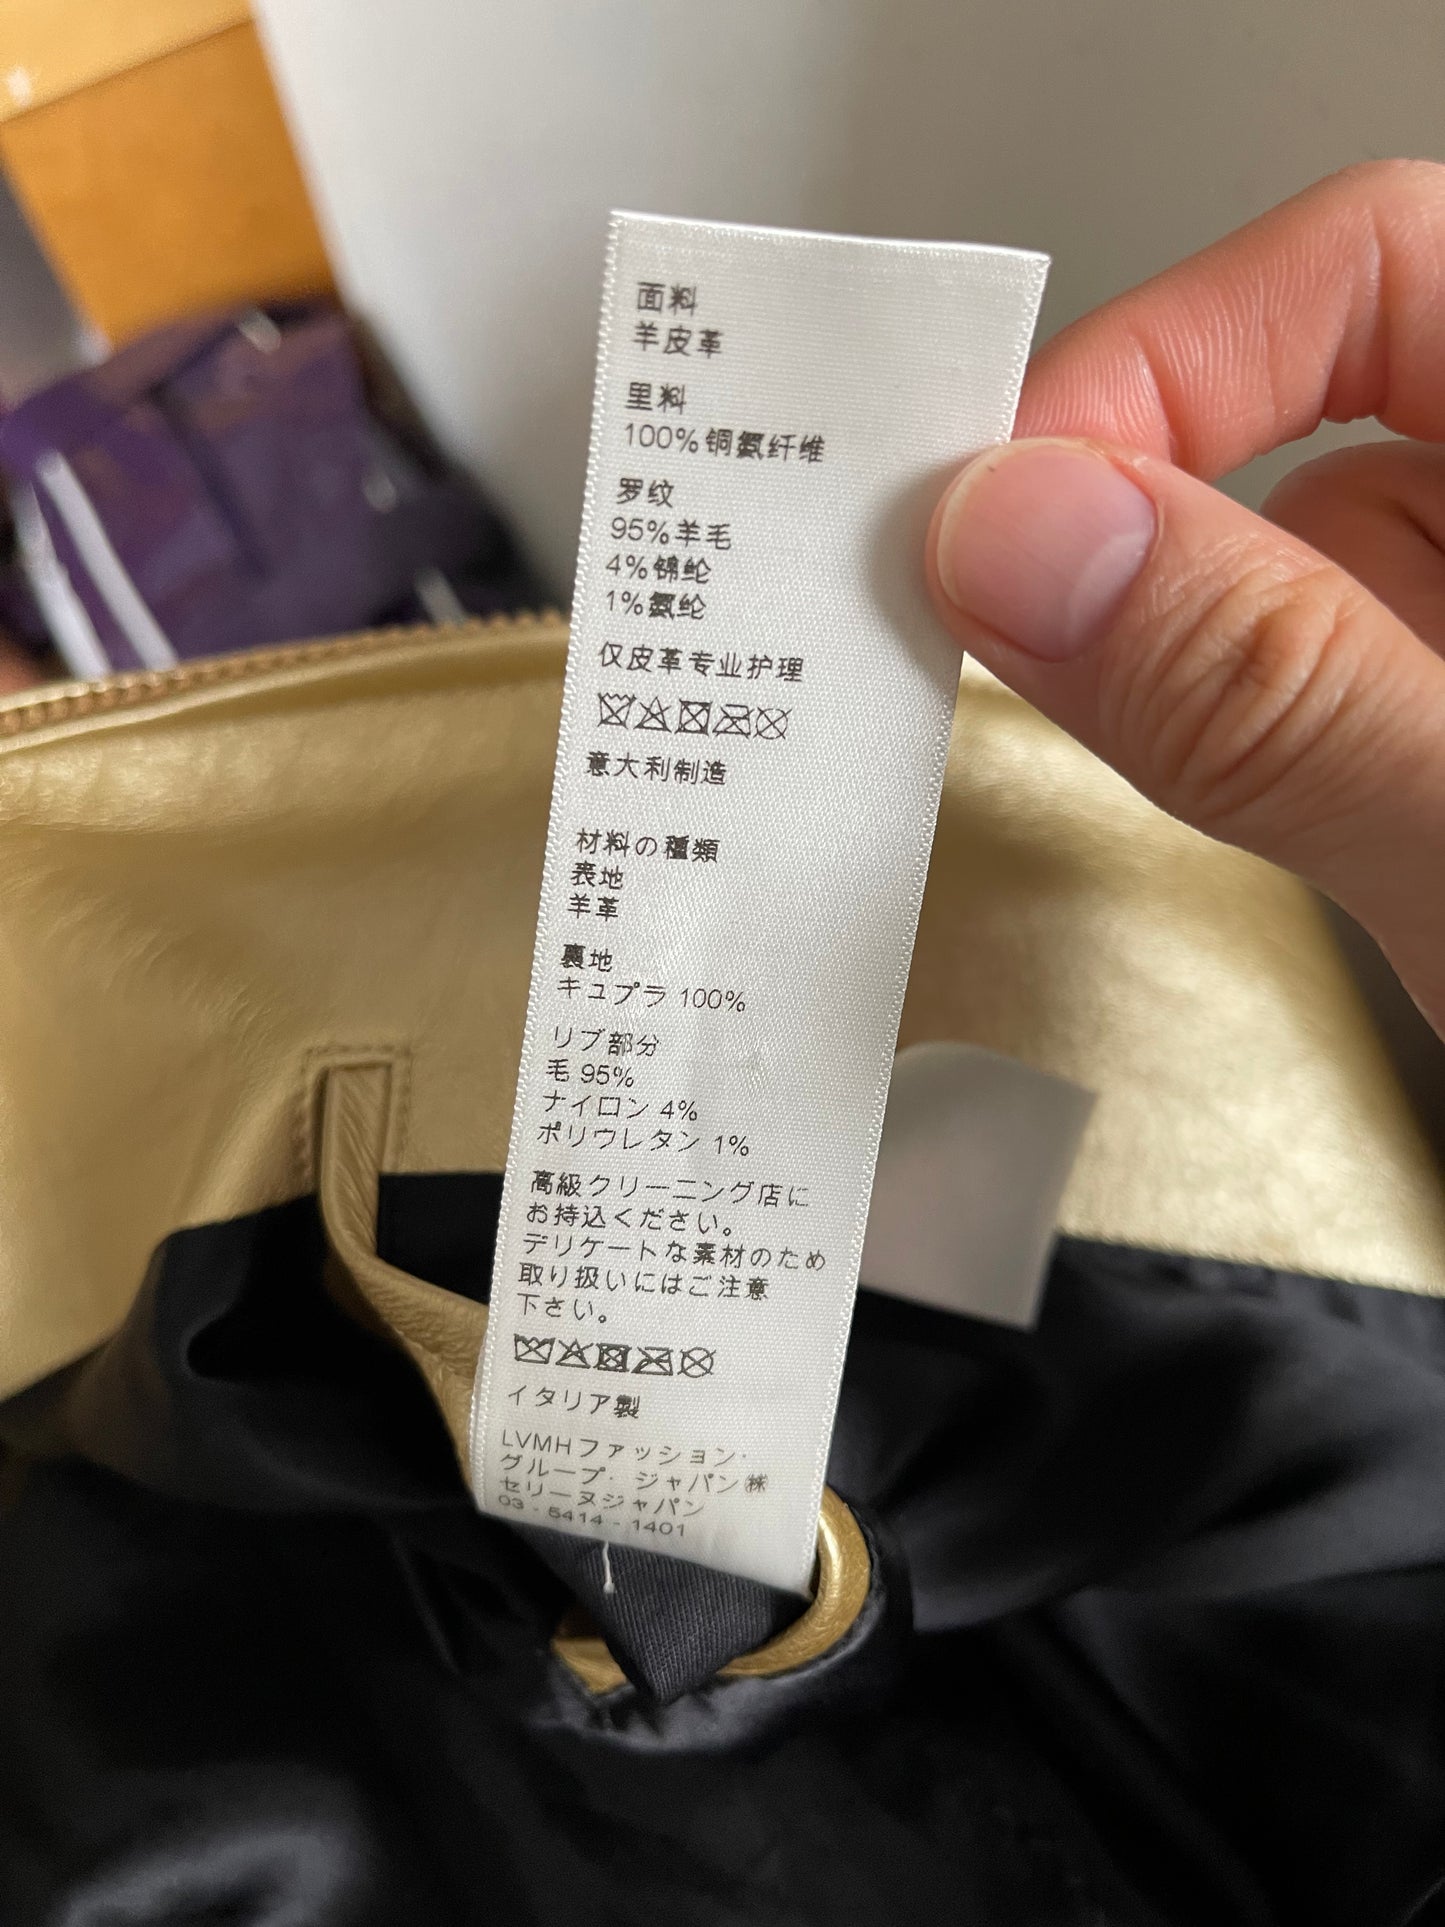 面料
羊皮革
里料
100%铜氨纤维
罗纹
95%羊毛
4%锦纶
1%氨纶
仅皮革专业护理
意大利制造
材料の種類
表地
羊革
裏地
キュプラ 100%
リブ部分
毛 95%
ナイロン 4%
ポリウレタン 1%
高級クリーニング店に
お持込ください。
デリケートな素材のため
取り扱いにはご注意
下さい。
イタリア製
LVMHファッション・
グループ・ジャパン㈱
セリーヌジャパン
03 - 5414 - 1401